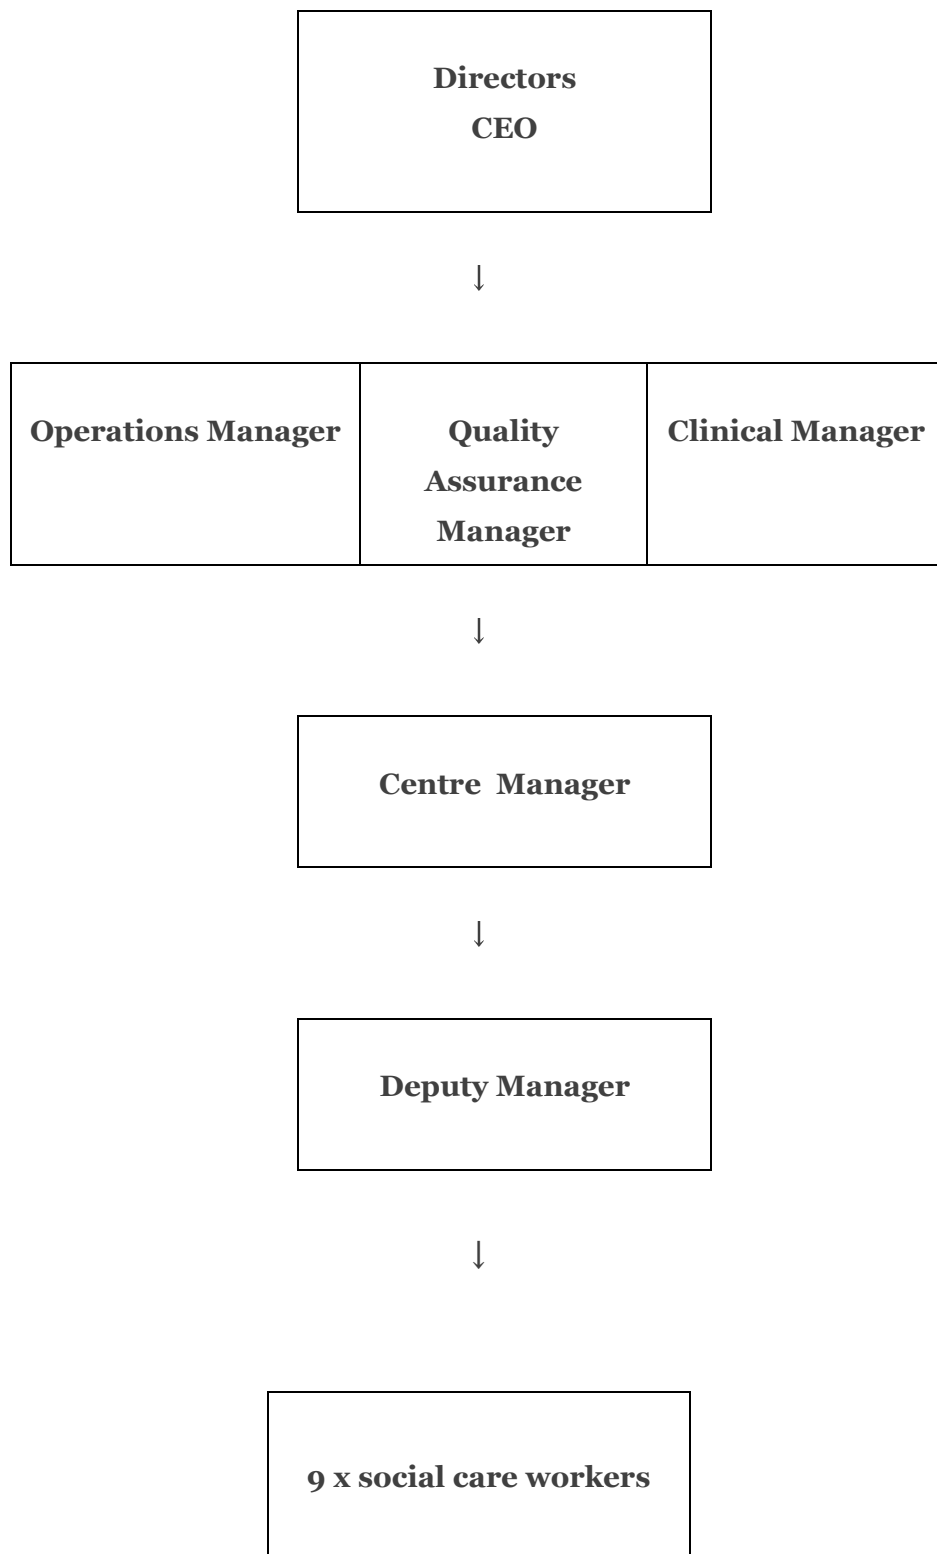 Directors
CEO
↓
Operations Manager
Quality
Assurance
Manager
Clinical Manager
↓
Centre  Manager
↓
Deputy Manager
↓
9 x social care workers